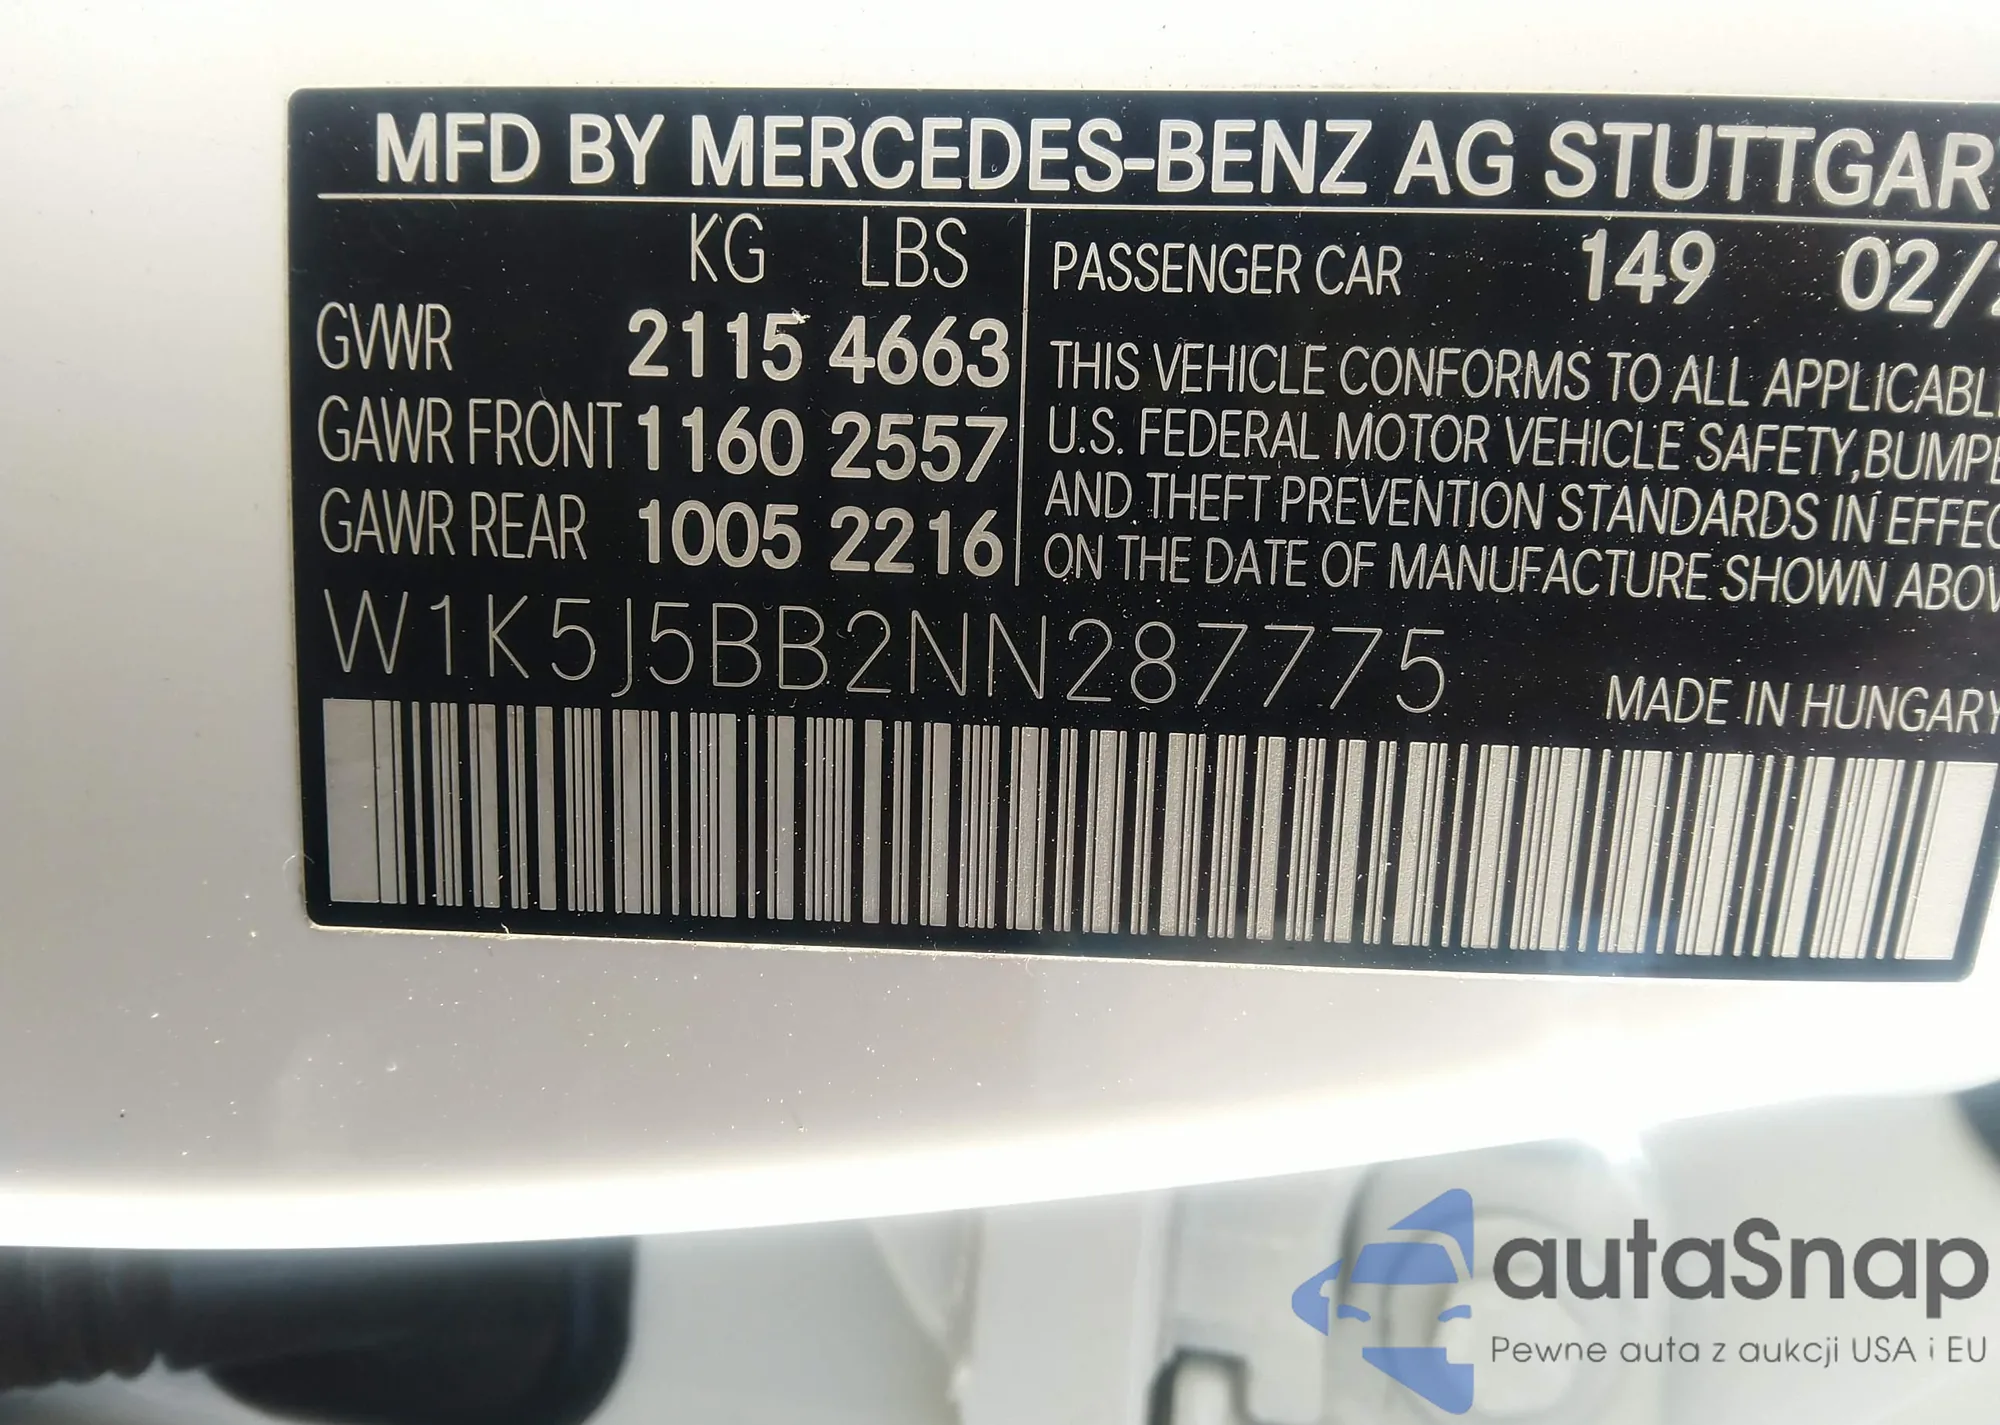 MFD BY MERCEDES-BENZ AG STUTTGAR
KG LBS
GVWR 2115 4663
GAWR FRONT 1160 2557
GAWR REAR 1005 2216
PASSENGER CAR 149 02/2
THIS VEHICLE CONFORMS TO ALL APPLICABL
U.S. FEDERAL MOTOR VEHICLE SAFETY,BUMPE
AND THEFT PREVENTION STANDARDS IN EFFEC
ON THE DATE OF MANUFACTURE SHOWN ABOV
W1K5J5BB2NN287775
MADE IN HUNGARY
autaSnap
Pewne auta z aukcji USA i EU